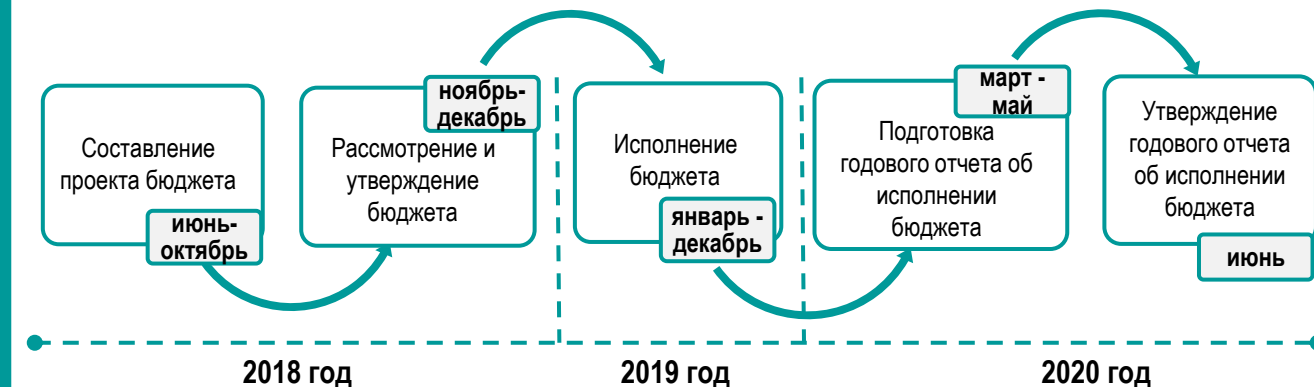 Составление
проекта бюджета
июнь-
октябрь
ноябрь-
декабрь
Рассмотрение и
утверждение
бюджета
Исполнение
бюджета
январь -
декабрь
март -
май
Подготовка
годового отчета об
исполнении
бюджета
Утверждение
годового отчета
об исполнении
бюджета
июнь
2018 год
2019 год
2020 год